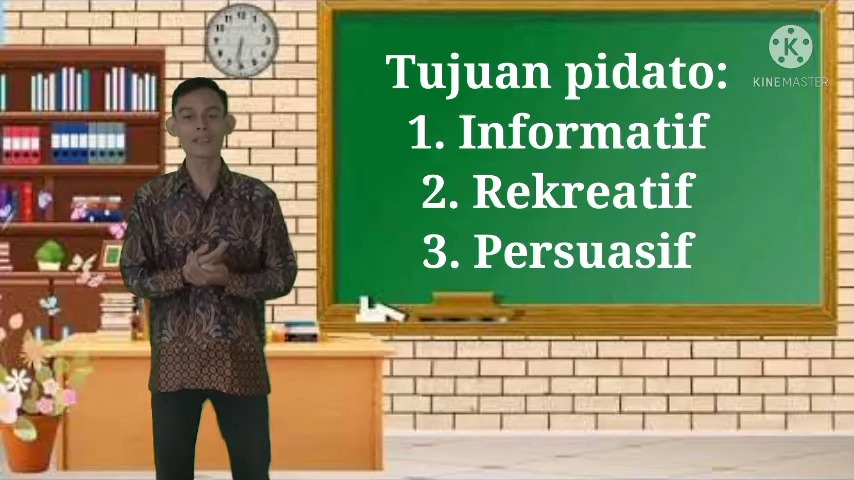 Tujuan pidato:
1. Informatif
2. Rekreatif
3. Persuasif
KINEMASTER